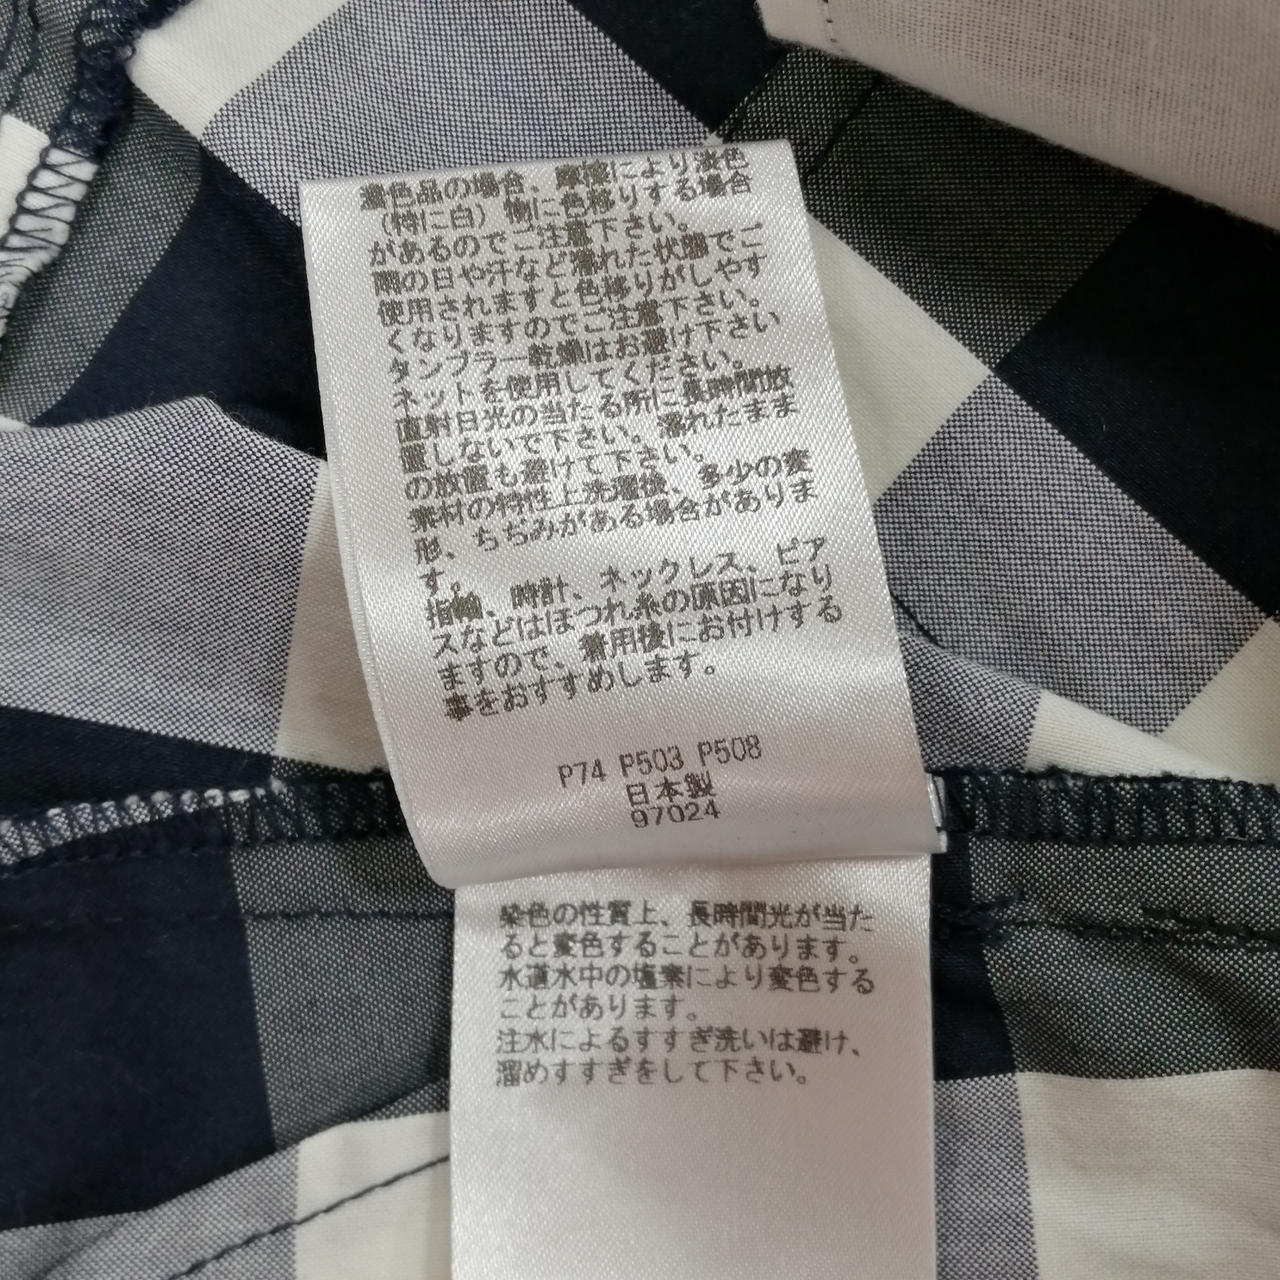 濃色品の場合、摩擦により淡色
（特に白）物に色移りする場合
があるのでご注意下さい。
雨の日や汗など濡れた状態でご
使用されますと色移りがしやす
くなりますのでご注意下さい。
タンブラー乾燥はお避け下さい
ネットを使用してください。
直射日光の当たる所に長時間放
置しないで下さい。濡れたまま
の放置も避けて下さい。
素材の特性上洗濯後、多少の変
形、ちぢみがある場合がありま
す。
指輪、時計、ネックレス、ピア
スなどはほつれ糸の原因になり
ますので、着用後にお付けする
事をおすすめします。
P74 P503 P508
日本製
97024
染色の性質上、長時間光が当た
ると変色することがあります。
水道水中の塩素により変色する
ことがあります。
注水によるすすぎ洗いは避け、
溜めすすぎをして下さい。